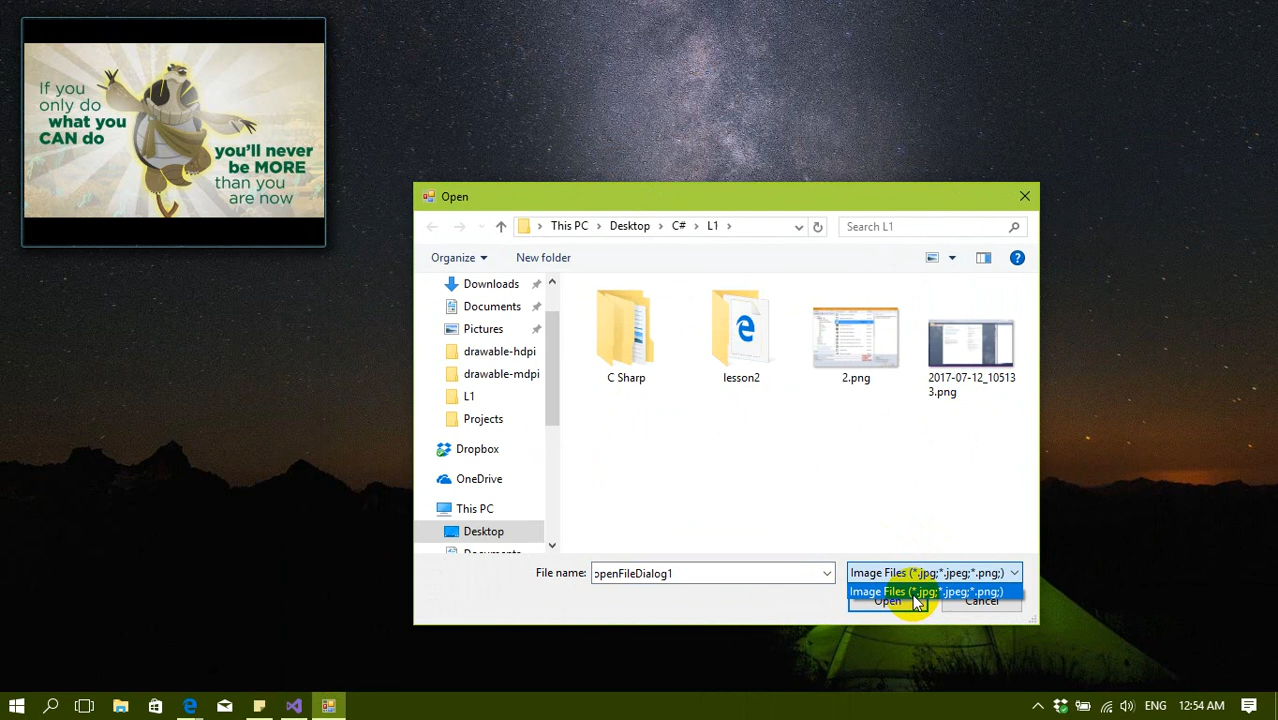 If you
only do
what you
CAN do
you'll never
be MORE
than you
are now
Open
This PC > Desktop > C# > L1 >
Search L1
Organize
New folder
Downloads
Documents
Pictures
drawable-hdpi
drawable-mdpi
L1
Projects
Dropbox
OneDrive
This PC
Desktop
Documents
C Sharp
lesson2
2.png
2017-07-12_10513
3.png
File name:
openFileDialog1
Image Files (*.jpg;*.jpeg;*.png;)
Image Files (*.jpg;*.jpeg;*.png;)
Open
Cancel
ENG
12:54 AM